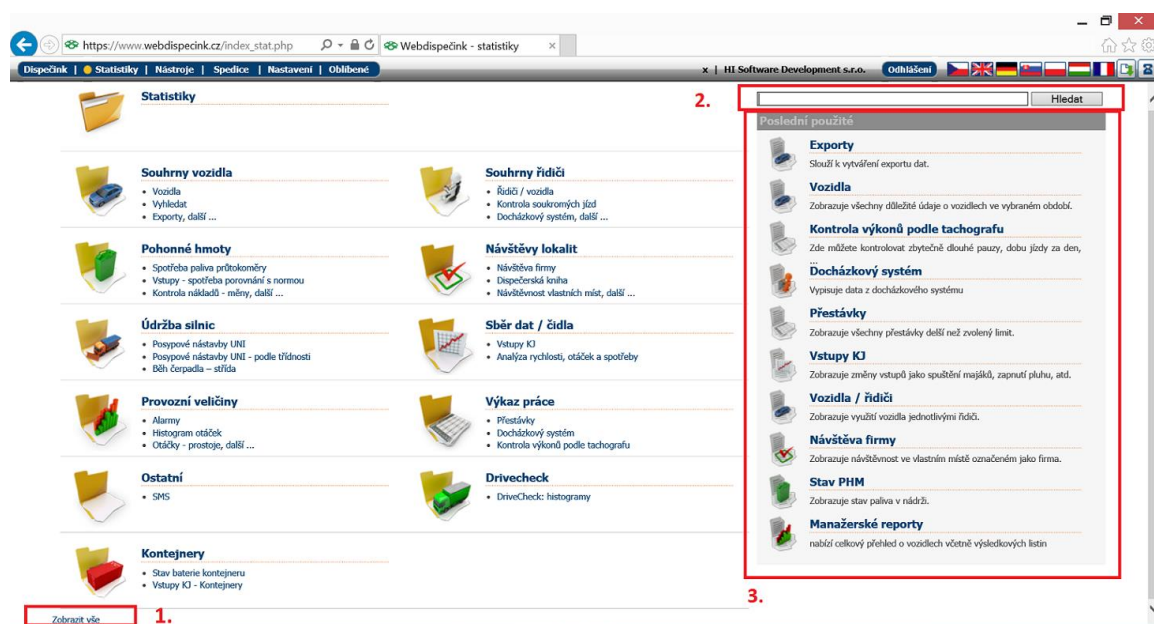 https://www.webdispecink.cz/index_stat.php
Webdispečink - statistiky
Dispečink | Statistiky | Nástroje | Spedice | Nastavení | Oblíbené
x | HI Software Development s.r.o. Odhlášení
Statistiky
2.
Hledat
Poslední použité
Souhrny vozidla
• Vozidla
• Vyhledat
• Exporty, další ...
Souhrny řidiči
• Řidiči / vozidla
• Kontrola soukromých jízd
• Docházkový systém, další ...
Pohonné hmoty
• Spotřeba paliva průtokoměry
• Vstupy - spotřeba porovnání s normou
• Kontrola nákladů - měny, další ...
Návštěvy lokalit
• Návštěva firmy
• Dispečerská kniha
• Návštěvnost vlastních míst, další ...
Údržba silnic
• Posypové nástavby UNI
• Posypové nástavby UNI - podle třídnosti
• Běh čerpadla – střída
Sběr dat / čidla
• Vstupy KJ
• Analýza rychlosti, otáček a spotřeby
Provozní veličiny
• Alarmy
• Histogram otáček
• Otáčky - prostoje, další ...
Výkaz práce
• Přestávky
• Docházkový systém
• Kontrola výkonů podle tachografu
Ostatní
• SMS
Drivecheck
• DriveCheck: histogramy
Kontejnery
• Stav baterie kontejneru
• Vstupy KJ - Kontejnery
Zobrazit vše
1.
Exporty
Slouží k vytváření exportu dat.
Vozidla
Zobrazuje všechny důležité údaje o vozidlech ve vybraném období.
Kontrola výkonů podle tachografu
Zde můžete kontrolovat zbytečně dlouhé pauzy, dobu jízdy za den,
...
Docházkový systém
Vypisuje data z docházkového systému
Přestávky
Zobrazuje všechny přestávky delší než zvolený limit.
Vstupy KJ
Zobrazuje změny vstupů jako spuštění majáků, zapnutí pluhu, atd.
Vozidla / řidiči
Zobrazuje využití vozidla jednotlivými řidiči.
Návštěva firmy
Zobrazuje návštěvnost ve vlastním místě označeném jako firma.
Stav PHM
Zobrazuje stav paliva v nádrži.
Manažerské reporty
nabízí celkový přehled o vozidlech včetně výsledkových listin
3.